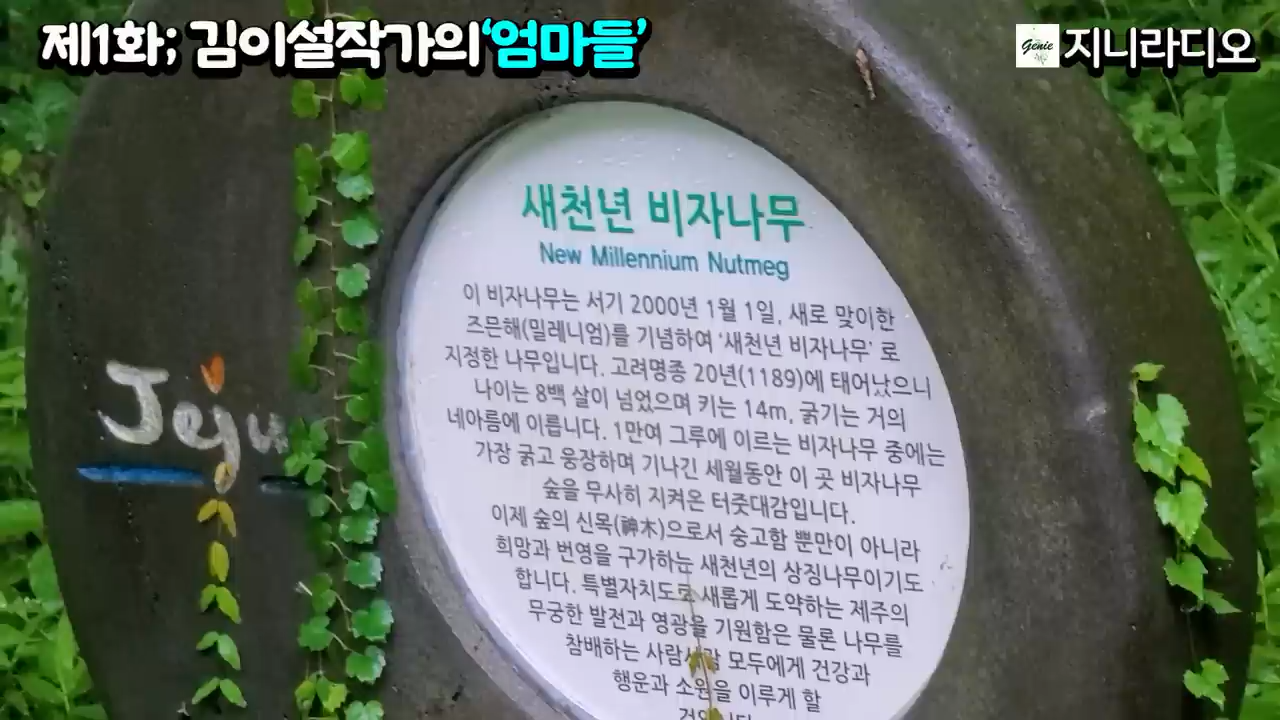 제1화; 김이설작가의 '엄마들'
Genie
지니라디오
새천년 비자나무
New Millennium Nutmeg
이 비자나무는 서기 2000년 1월 1일, 새로 맞이한
즈믄해(밀레니엄)를 기념하여 '새천년 비자나무' 로
지정한 나무입니다. 고려명종 20년(1189)에 태어났으니
나이는 8백 살이 넘었으며 키는 14m, 굵기는 거의
네아름에 이릅니다. 1만여 그루에 이르는 비자나무 중에는
가장 굵고 웅장하며 기나긴 세월동안 이 곳 비자나무
숲을 무사히 지켜온 터줏대감입니다.
이제 숲의 신목(神木)으로서 숭고함 뿐만이 아니라
희망과 번영을 구가하는 새천년의 상징나무이기도
합니다. 특별자치도로 새롭게 도약하는 제주의
무궁한 발전과 영광을 기원함은 물론 나무를
참배하는 사람 모두에게 건강과
행운과 소원을 이루게 할
Jeju